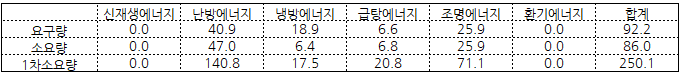 신재생에너지 난방에너지 냉방에너지 급탕에너지 조명에너지 환기에너지 합계
요구량 0.0 40.9 18.9 6.6 25.9 0.0 92.2
소요량 0.0 47.0 6.4 6.8 25.9 0.0 86.0
1차소요량 0.0 140.8 17.5 20.8 71.1 0.0 250.1